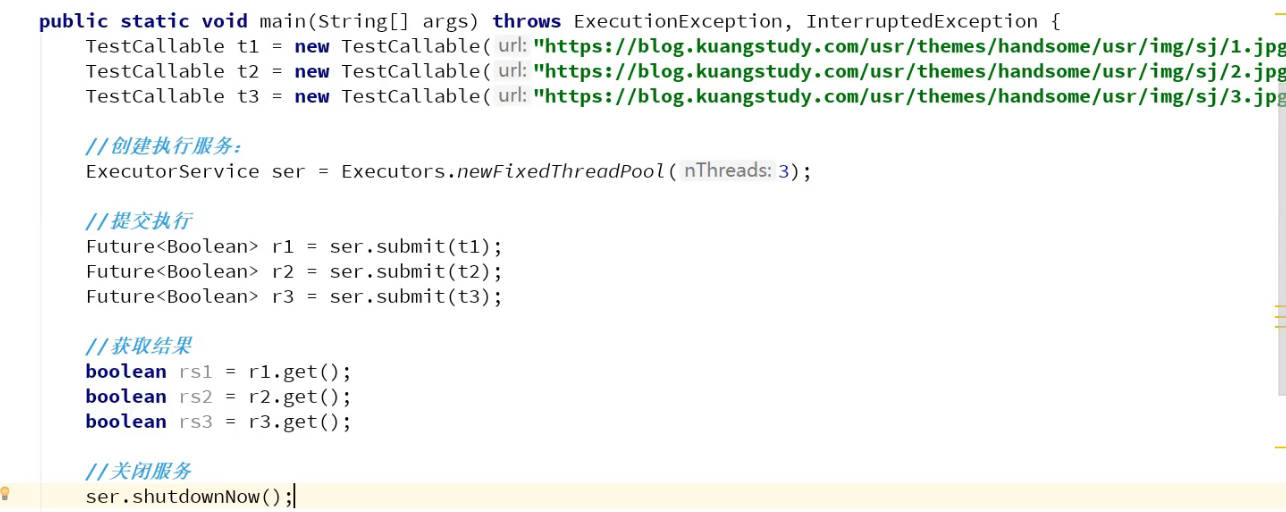 public static void main(String[] args) throws ExecutionException, InterruptedException {
TestCallable t1 = new TestCallable( url: "https://blog.kuangstudy.com/usr/themes/handsome/usr/img/sj/1.jpg
TestCallable t2 = new TestCallable( url: "https://blog.kuangstudy.com/usr/themes/handsome/usr/img/sj/2.jpg
TestCallable t3 = new TestCallable( url: "https://blog.kuangstudy.com/usr/themes/handsome/usr/img/sj/3.jpg
//创建执行服务:
ExecutorService ser = Executors.newFixedThreadPool( nThreads: 3);
//提交执行
Future<Boolean> r1 = ser.submit(t1);
Future<Boolean> r2 = ser.submit(t2);
Future<Boolean> r3 = ser.submit(t3);
//获取结果
boolean rs1 = r1.get();
boolean rs2 = r2.get();
boolean rs3 = r3.get();
//关闭服务
ser.shutdownNow();